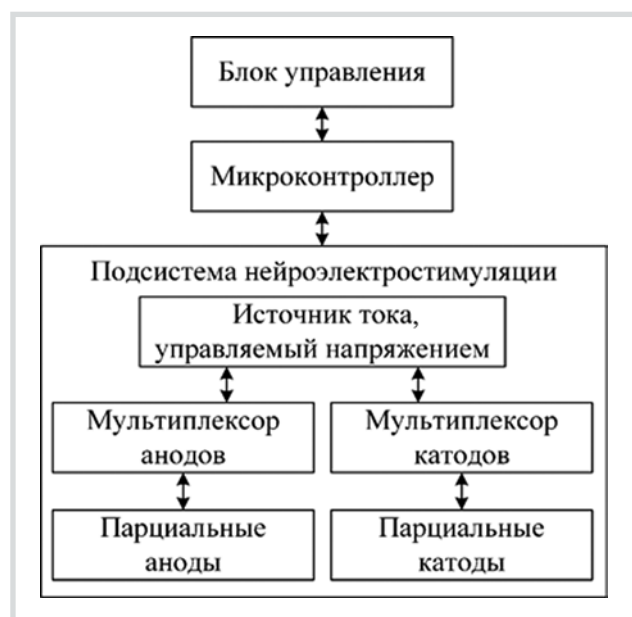 Блок управления
Микроконтроллер
Подсистема нейроэлектростимуляции
Источник тока,
управляемый напряжением
Мультиплексор
анодов
Мультиплексор
катодов
Парциальные
аноды
Парциальные
катоды